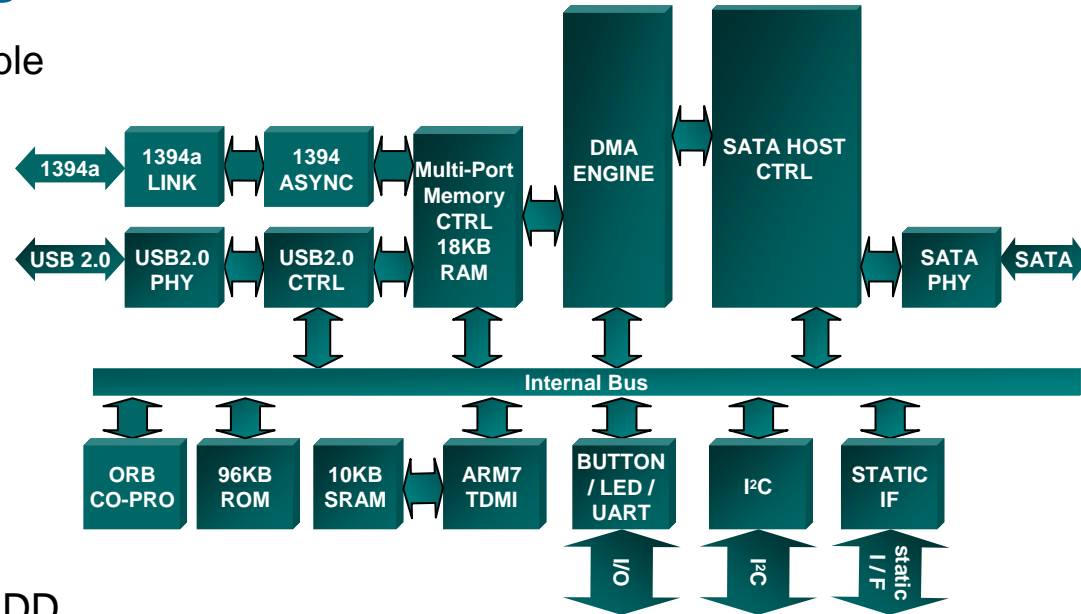 ole
1394a
1394a
LINK
1394
ASYNC
Multi-Port
Memory
CTRL
18KB
RAM
DMA
ENGINE
SATA HOST
CTRL
USB 2.0
USB2.0
PHY
USB2.0
CTRL
SATA
PHY
SATA
Internal Bus
ORB
CO-PRO
96KB
ROM
10KB
SRAM
ARM7
TDMI
BUTTON
/ LED /
UART
I²C
STATIC
IF
I/O
I²C
static
I / F
DD